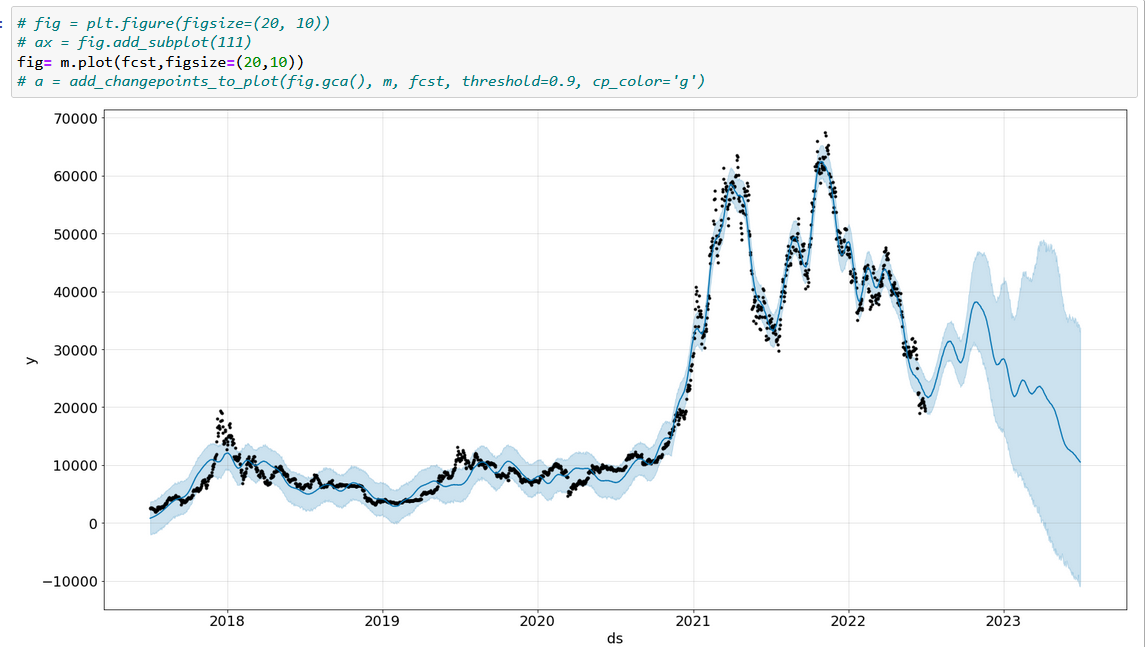 # fig = plt.figure(figsize=(20, 10))
# ax = fig.add_subplot(111)
fig= m.plot(fcst,figsize=(20,10))
# a = add_changepoints_to_plot(fig.gca(), m, fcst, threshold=0.9, cp_color='g')
70000
60000
50000
40000
30000
20000
10000
0
−10000
y
2018 2019 2020 2021 2022 2023
ds